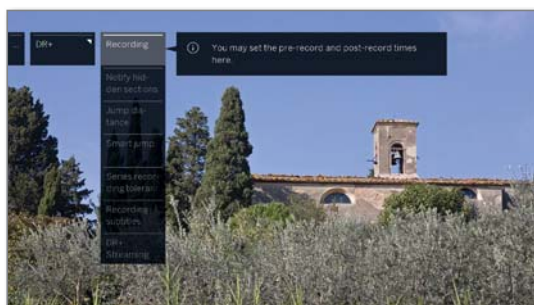 DR+
Recording
You may set the pre-record and post-record times
here.
Notify hid-
den sections
Jump dis-
tance
Smart jump
Series recor-
ding toleran
Recording
subtitles
DR+
Streaming